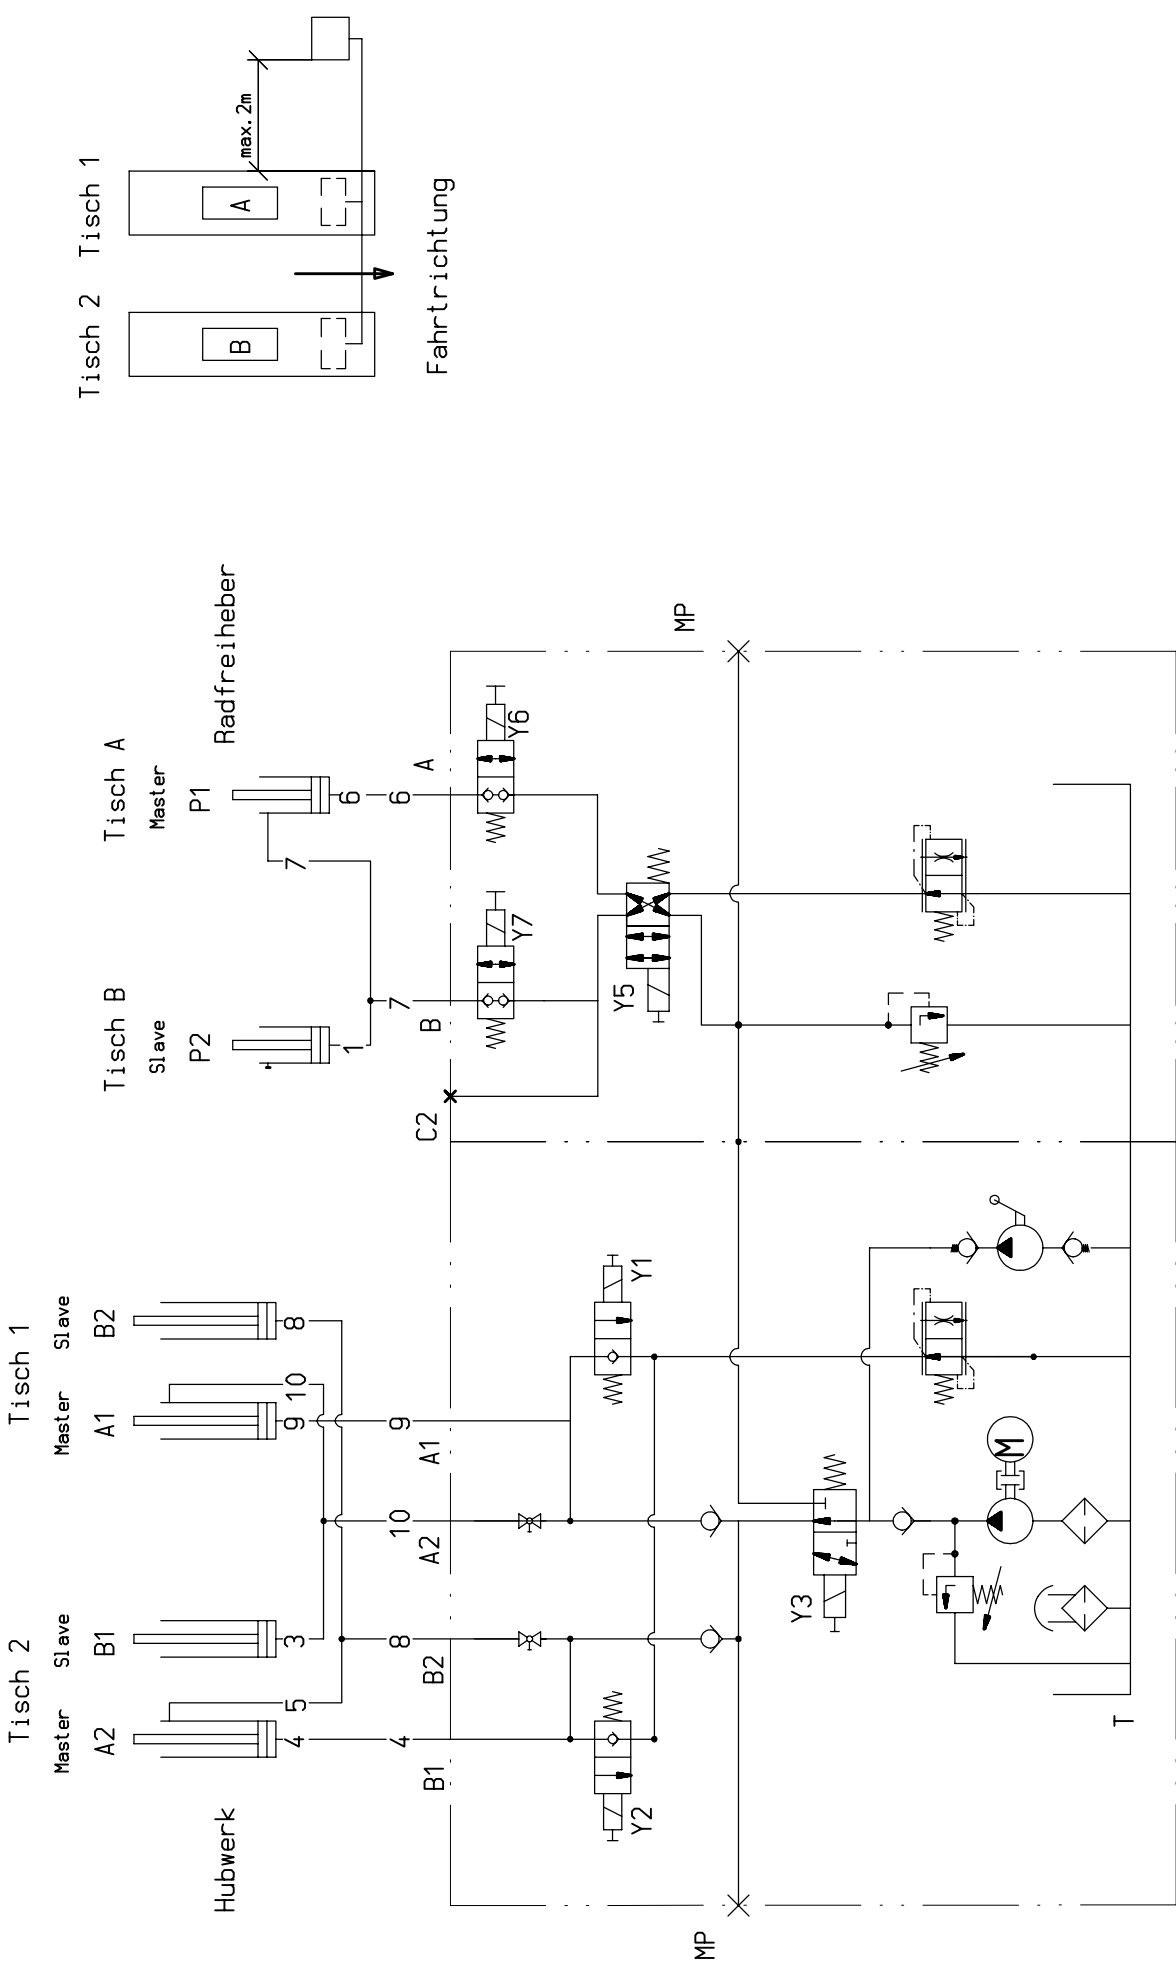 Hubwerk
Tisch 2
Master
Slave
A2
B1
Tisch 1
Master
Slave
A1
B2
4
5
3
9
10
8
4
8
10
9
B1
B2
A2
A1
Y2
Y1
Y3
M
T
MP
Tisch B
Slave
P2
Tisch A
Master
P1
Radfreiheber
1
7
6
7
6
C2
B
A
Y7
Y6
Y5
MP
Tisch 2
Tisch 1
B
A
max. 2m
Fahrtrichtung